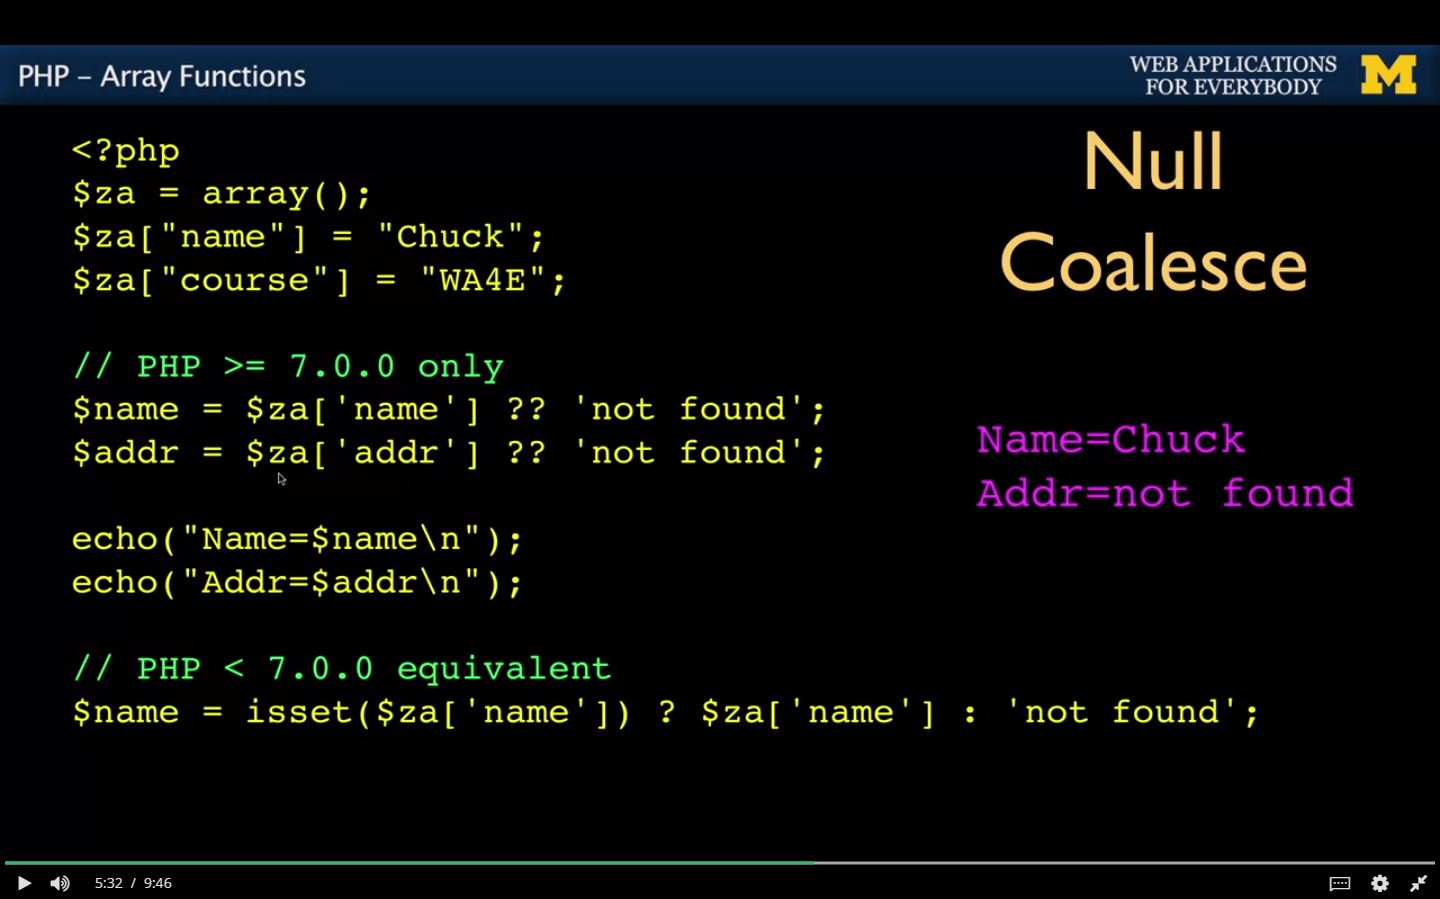 PHP – Array Functions
WEB APPLICATIONS
FOR EVERYBODY
M
Null
Coalesce
<?php
$za = array();
$za["name"] = "Chuck";
$za["course"] = "WA4E";
// PHP >= 7.0.0 only
$name = $za['name'] ?? 'not found';
$addr = $za['addr'] ?? 'not found';
echo("Name=$name\n");
echo("Addr=$addr\n");
// PHP < 7.0.0 equivalent
$name = isset($za['name']) ? $za['name'] : 'not found';
Name=Chuck
Addr=not found
5:32 / 9:46